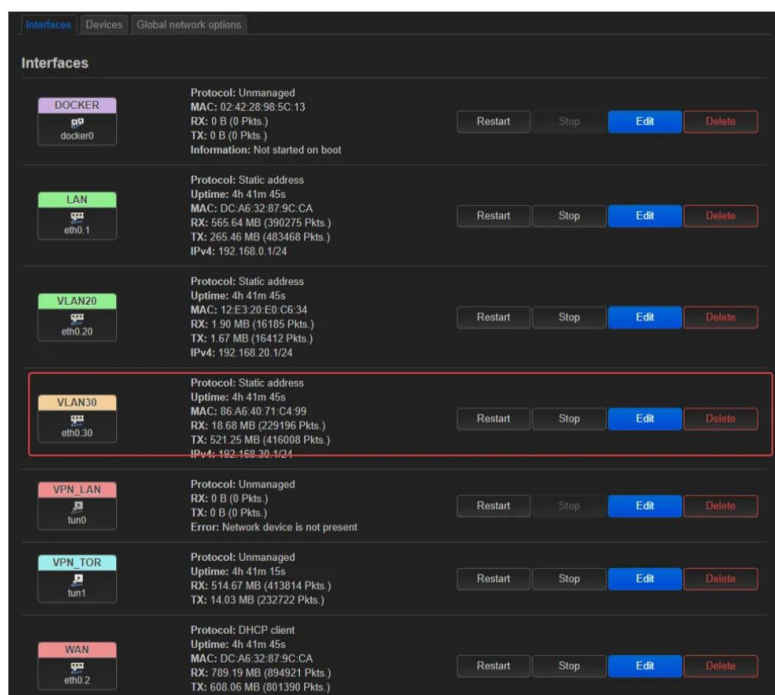 Interfaces Devices Global network options
Interfaces
DOCKER
docker0
Protocol: Unmanaged
MAC: 02:42:28:98:5C:13
RX: 0 B (0 Pkts.)
TX: 0 B (0 Pkts.)
Information: Not started on boot
Restart Stop Edit Delete
LAN
eth0.1
Protocol: Static address
Uptime: 4h 41m 45s
MAC: DC:A6:32:87:9C:CA
RX: 565.64 MB (390275 Pkts.)
TX: 265.46 MB (483468 Pkts.)
IPv4: 192.168.0.1/24
Restart Stop Edit Delete
VLAN20
eth0.20
Protocol: Static address
Uptime: 4h 41m 45s
MAC: 12:E3:20:E0:C6:34
RX: 1.90 MB (16185 Pkts.)
TX: 1.67 MB (16412 Pkts.)
IPv4: 192.168.20.1/24
Restart Stop Edit Delete
VLAN30
eth0.30
Protocol: Static address
Uptime: 4h 41m 45s
MAC: 86:A6:40:71:C4:99
RX: 18.68 MB (229196 Pkts.)
TX: 521.25 MB (416008 Pkts.)
IPv4: 192.168.30.1/24
Restart Stop Edit Delete
VPN_LAN
tun0
Protocol: Unmanaged
RX: 0 B (0 Pkts.)
TX: 0 B (0 Pkts.)
Error: Network device is not present
Restart Stop Edit Delete
VPN_TOR
tun1
Protocol: Unmanaged
Uptime: 4h 41m 15s
RX: 514.67 MB (413814 Pkts.)
TX: 14.03 MB (232722 Pkts.)
Restart Stop Edit Delete
WAN
eth0.2
Protocol: DHCP client
Uptime: 4h 41m 45s
MAC: DC:A6:32:87:9C:CA
RX: 789.19 MB (894921 Pkts.)
TX: 608.06 MB (801390 Pkts.)
Restart Stop Edit Delete